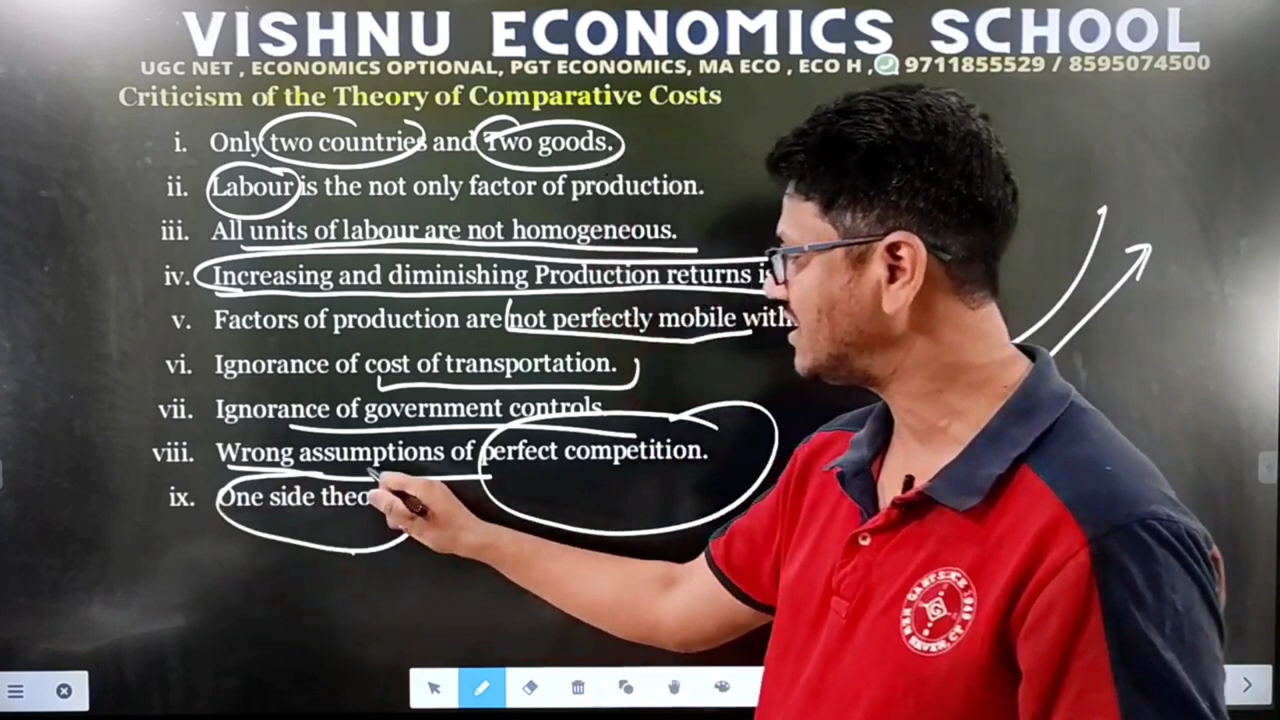 VISHNU ECONOMICS SCHOOL
UGC NET , ECONOMICS OPTIONAL, PGT ECONOMICS, MA ECO , ECO H , 9711855529 / 8595074500
Criticism of the Theory of Comparative Costs
i. Only two countries and Two goods.
ii. Labour is the not only factor of production.
iii. All units of labour are not homogeneous.
iv. Increasing and diminishing Production returns
v. Factors of production are not perfectly mobile with
vi. Ignorance of cost of transportation.
vii. Ignorance of government controls
viii. Wrong assumptions of perfect competition.
ix. One side